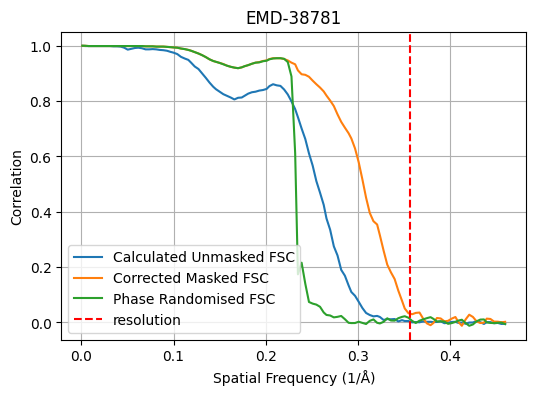 EMD-38781
1.0
0.8
0.6
0.4
0.2
0.0
Correlation
Calculated Unmasked FSC
Corrected Masked FSC
Phase Randomised FSC
resolution
0.0 0.1 0.2 0.3 0.4
Spatial Frequency (1/Å)